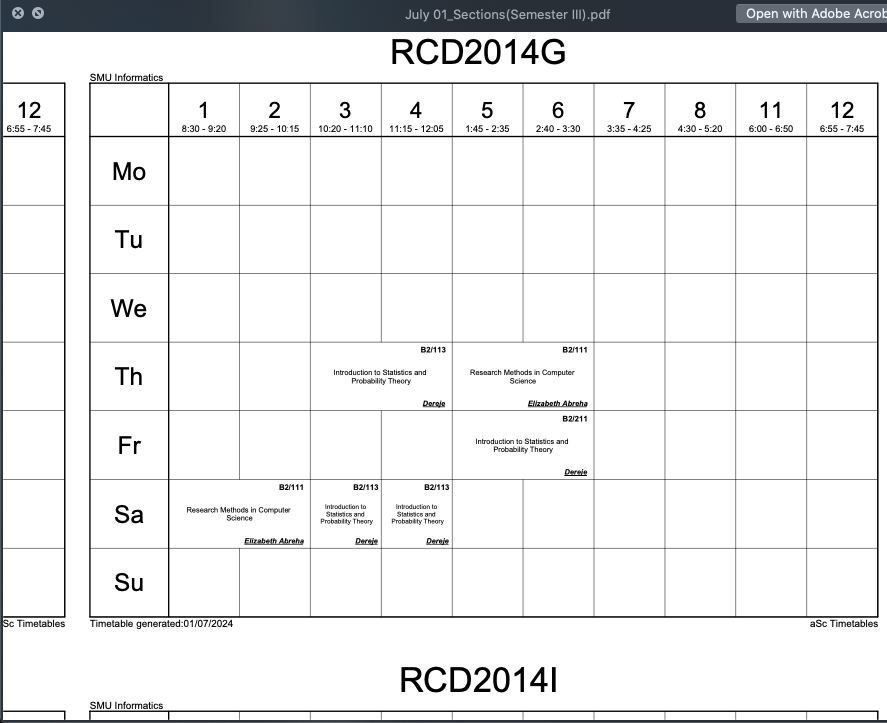 July 01_Sections(Semester III).pdf
Open with Adobe Acrob
RCD2014G
SMU Informatics
12
6:55 - 7:45
1 2 3 4 5 6 7 8 11 12
8:30 - 9:20 9:25 - 10:15 10:20 - 11:10 11:15 - 12:05 1:45 - 2:35 2:40 - 3:30 3:35 - 4:25 4:30 - 5:20 6:00 - 6:50 6:55 - 7:45
Mo
Tu
We
Th
B2/113
Introduction to Statistics and
Probability Theory
Dereje
B2/111
Research Methods in Computer
Science
Elizabeth Abreha
Fr
B2/211
Introduction to Statistics and
Probability Theory
Dereje
Sa
B2/111
Research Methods in Computer
Science
Elizabeth Abreha
B2/113
Introduction to
Statistics and
Probability Theory
Dereje
B2/113
Introduction to
Statistics and
Probability Theory
Dereje
Su
Sc Timetables
Timetable generated:01/07/2024
aSc Timetables
RCD2014I
SMU Informatics